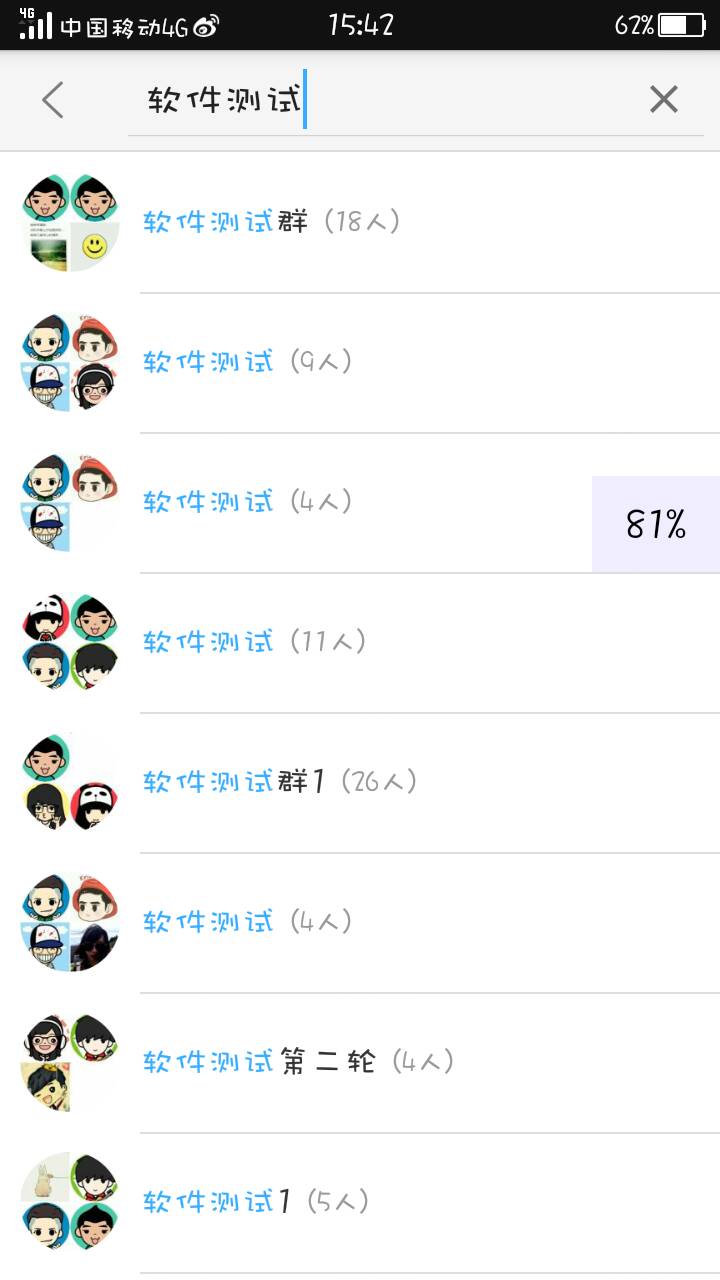 4G 中国移动4G 15:42 62%
软件测试
软件测试群 (18人)
软件测试 (9人)
软件测试 (4人)
81%
软件测试 (11人)
软件测试群1 (26人)
软件测试 (4人)
软件测试第二轮 (4人)
软件测试1 (5人)